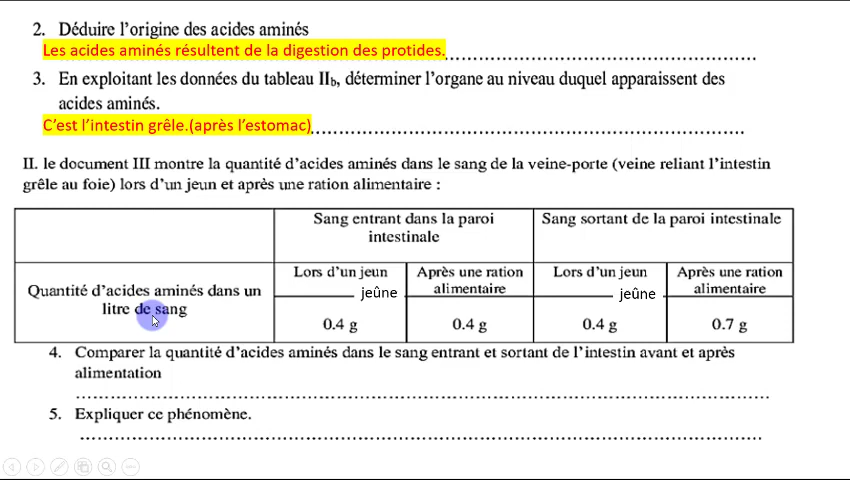 2. Déduire l'origine des acides aminés
Les acides aminés résultent de la digestion des protides.
3. En exploitant les données du tableau IIb, déterminer l'organe au niveau duquel apparaissent des
acides aminés.
C'est l'intestin grêle.(après l'estomac)
II. le document III montre la quantité d'acides aminés dans le sang de la veine-porte (veine reliant l'intestin
grêle au foie) lors d'un jeun et après une ration alimentaire :
Sang entrant dans la paroi
intestinale
Sang sortant de la paroi intestinale
Quantité d'acides aminés dans un
litre de sang
Lors d'un jeun
jeûne
Après une ration
alimentaire
Lors d'un jeun
jeûne
Après une ration
alimentaire
0.4 g
0.4 g
0.4 g
0.7 g
4. Comparer la quantité d'acides aminés dans le sang entrant et sortant de l'intestin avant et après
alimentation
5. Expliquer ce phénomène.